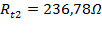 R_{t2} = 236,78Ω